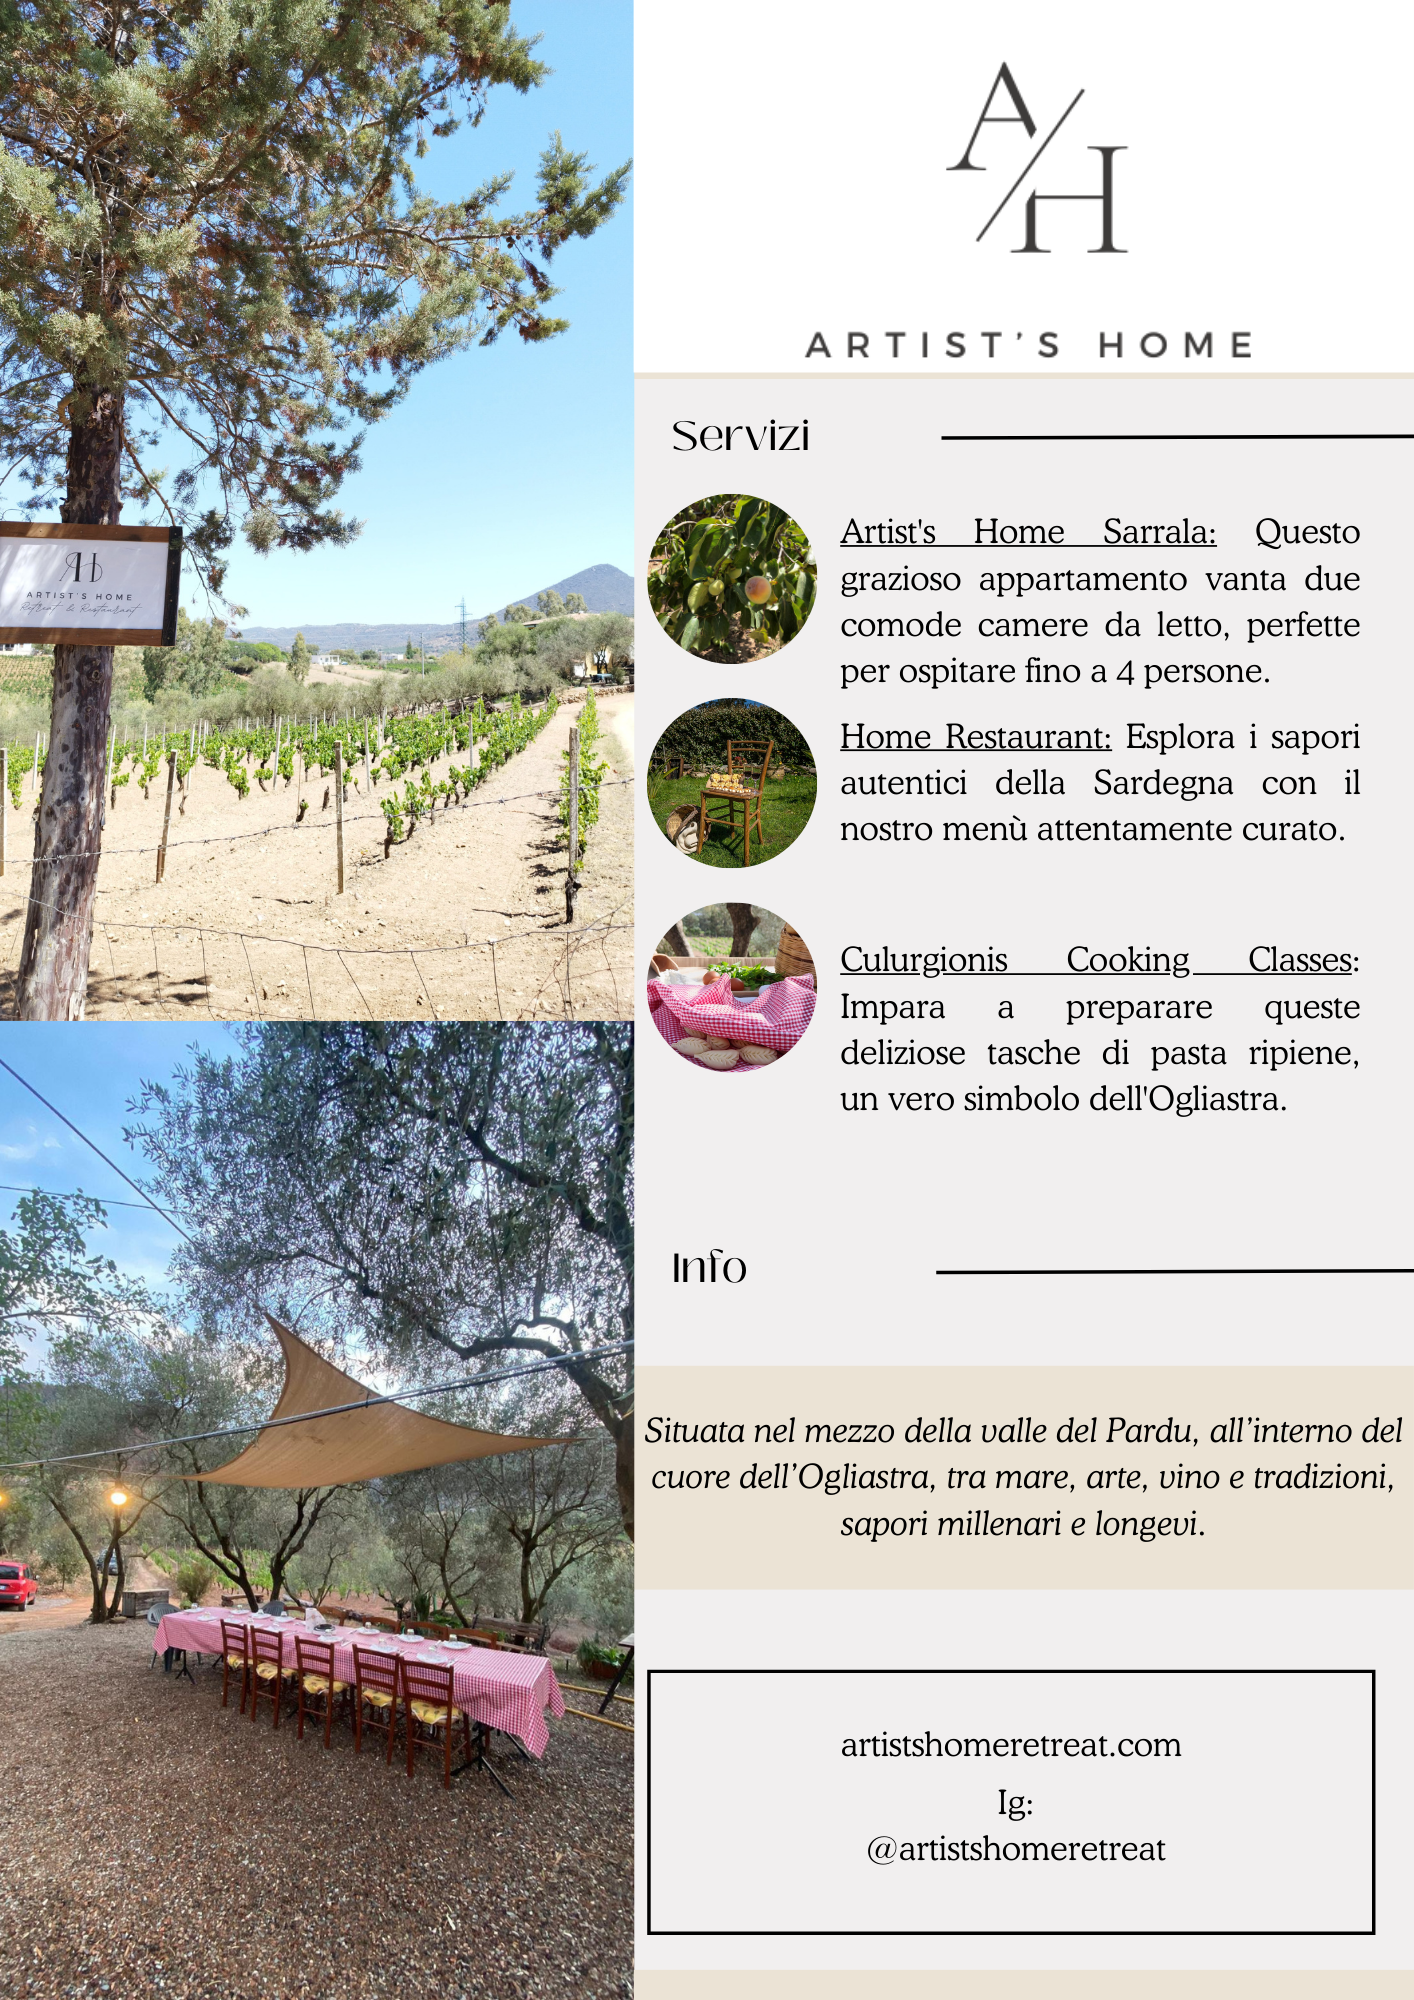 A/H
ARTIST'S HOME
AH
ARTIST'S HOME
Retreat & Restaurant
Servizi
Artist's Home Sarrala: Questo
grazioso appartamento vanta due
comode camere da letto, perfette
per ospitare fino a 4 persone.
Home Restaurant: Esplora i sapori
autentici della Sardegna con il
nostro menù attentamente curato.
Culurgionis Cooking Classes:
Impara a preparare queste
deliziose tasche di pasta ripiene,
un vero simbolo dell'Ogliastra.
Info
Situata nel mezzo della valle del Pardu, all’interno del
cuore dell’Ogliastra, tra mare, arte, vino e tradizioni,
sapori millenari e longevi.
artistshomeretreat.com
Ig:
@artistshomeretreat